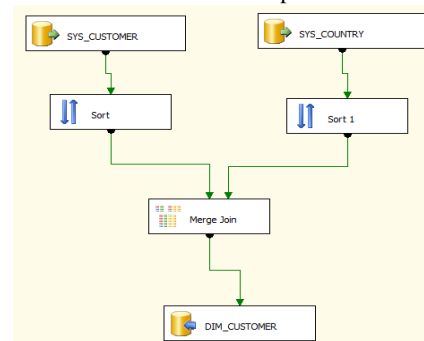 SYS_CUSTOMER
SYS_COUNTRY
Sort
Sort 1
Merge Join
DIM_CUSTOMER